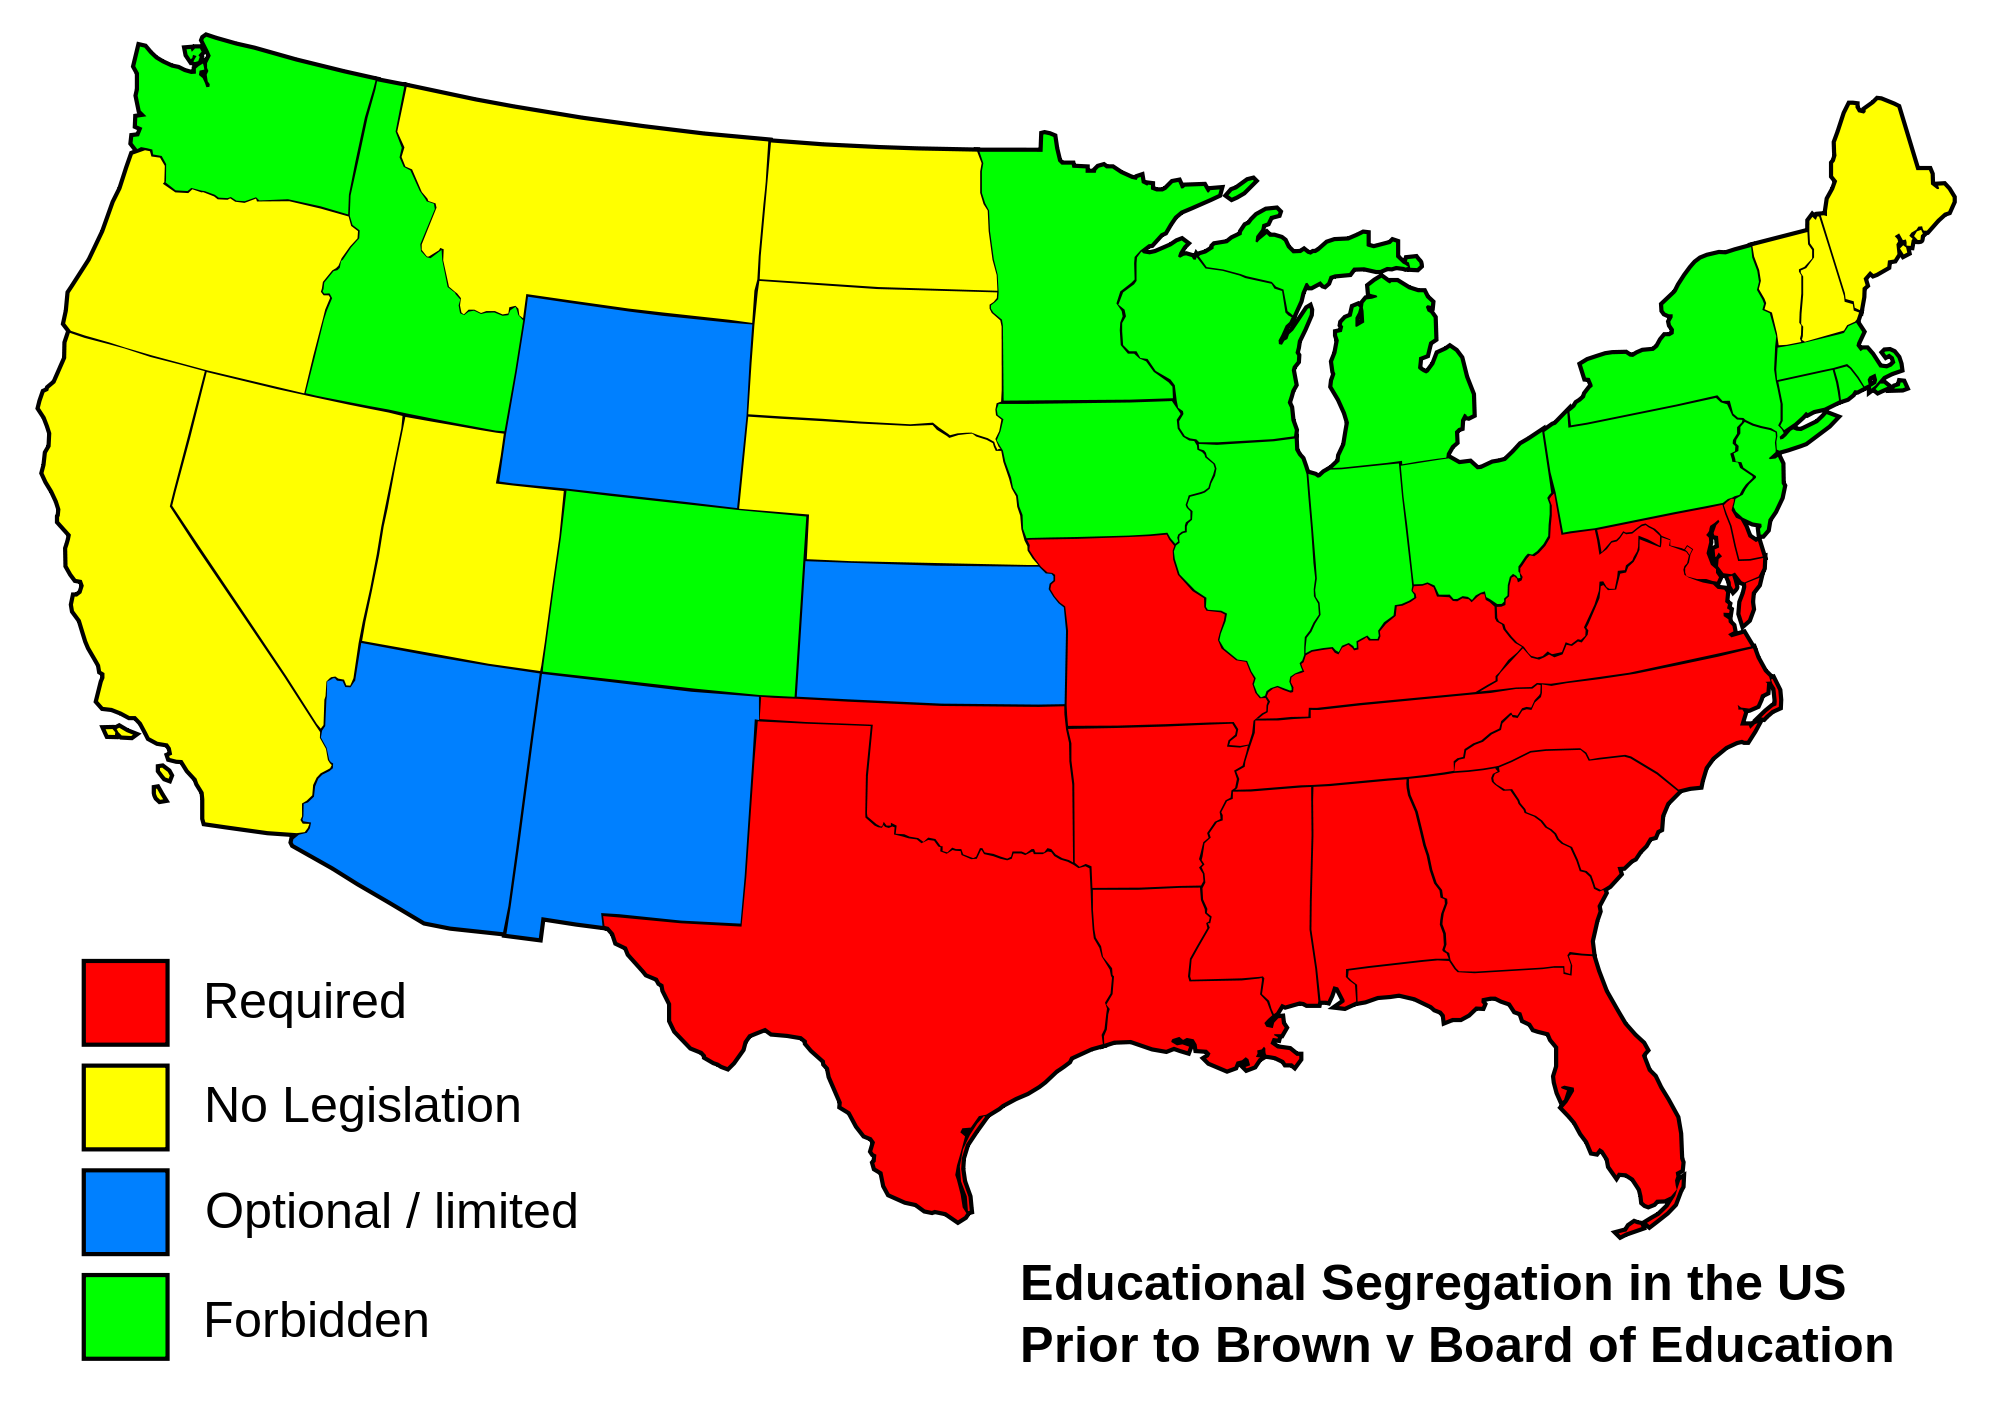 Required
No Legislation
Optional / limited
Forbidden
Educational Segregation in the US
Prior to Brown v Board of Education